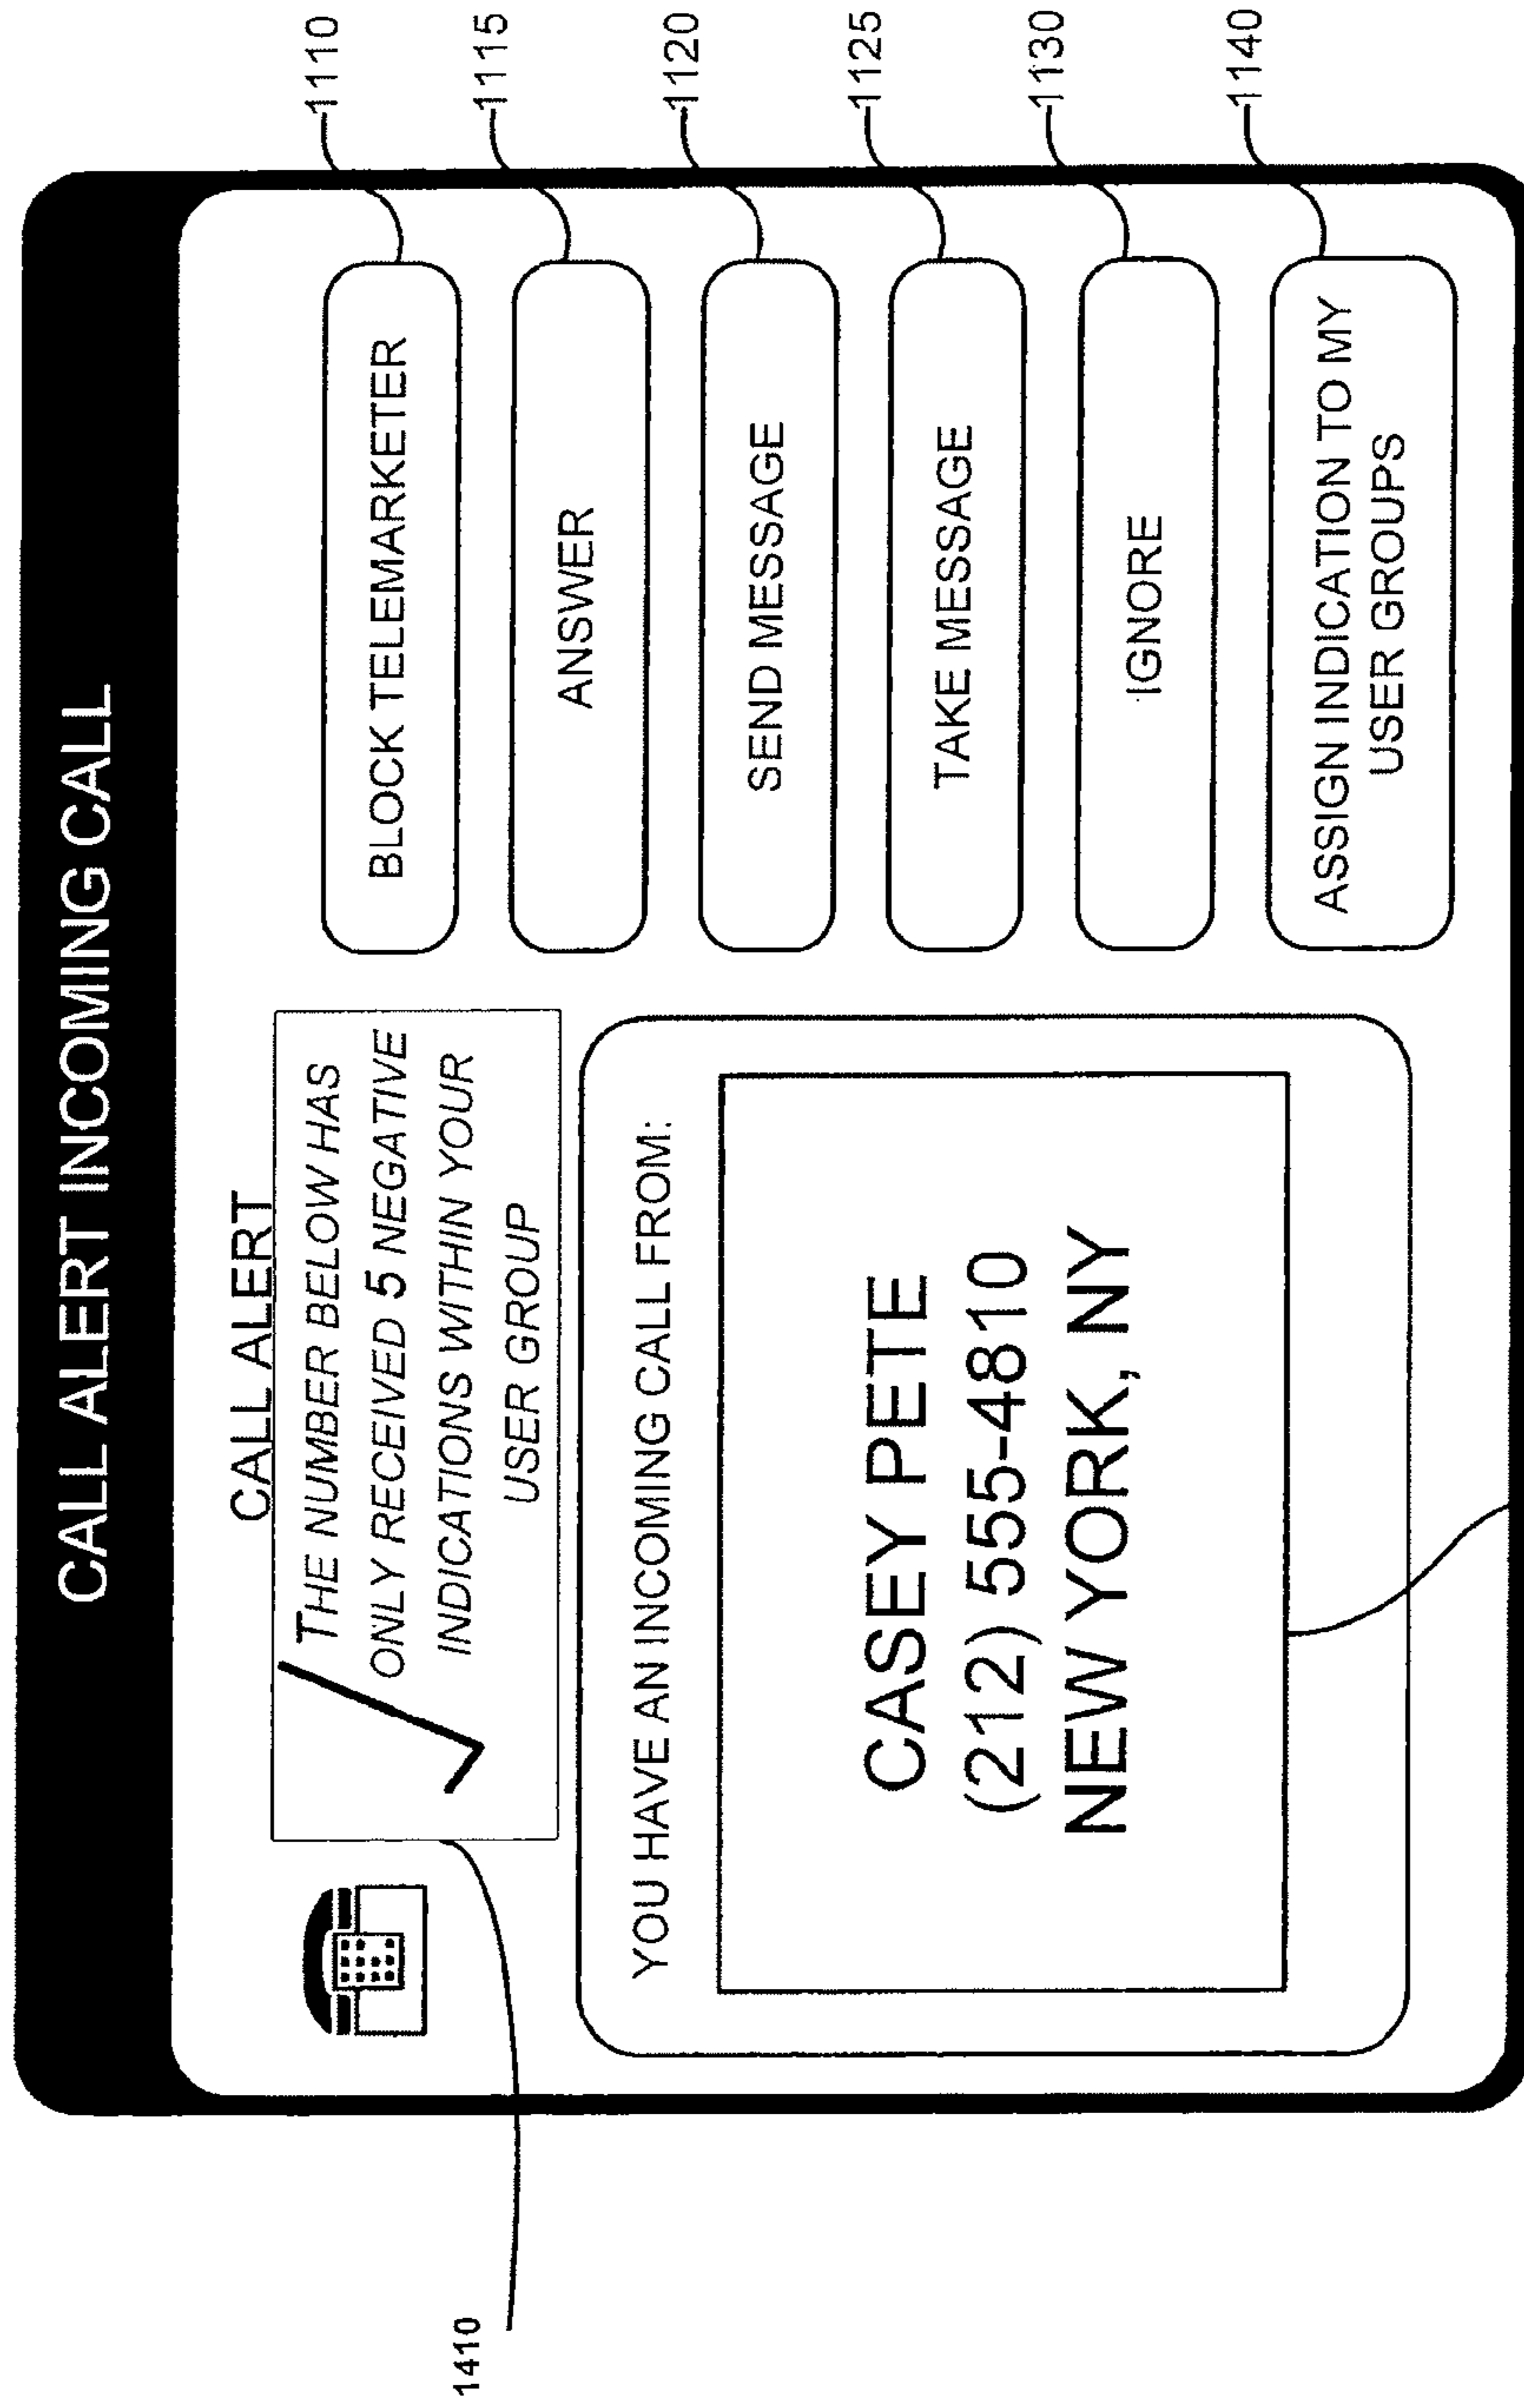 CALL ALERT INCOMING CALL
CALL ALERT
THE NUMBER BELOW HAS
ONLY RECEIVED 5 NEGATIVE
INDICATIONS WITHIN YOUR
USER GROUP
1410
YOU HAVE AN INCOMING CALL FROM:
CASEY PETE
(212) 555-4810
NEW YORK, NY
BLOCK TELEMARKETER
1110
ANSWER
1115
SEND MESSAGE
1120
TAKE MESSAGE
1125
IGNORE
1130
ASSIGN INDICATION TO MY
USER GROUPS
1140